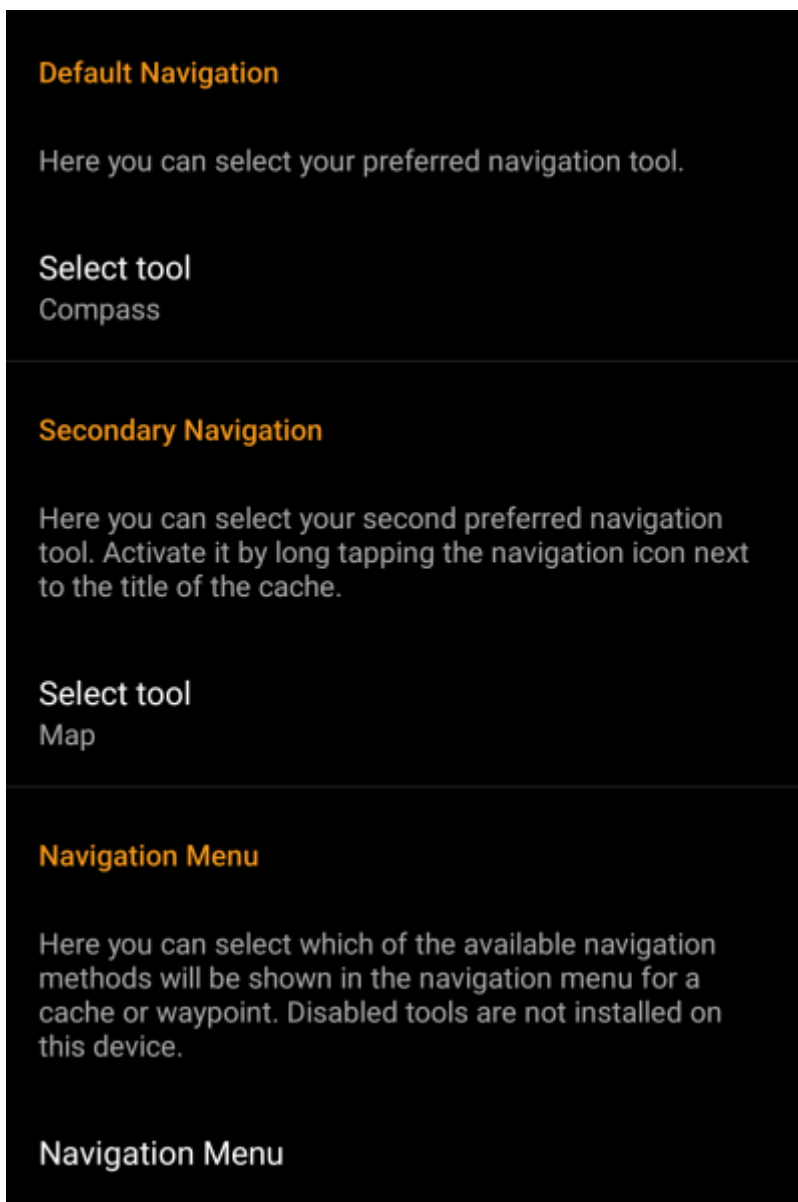 Default Navigation
Here you can select your preferred navigation tool.
Select tool
Compass
Secondary Navigation
Here you can select your second preferred navigation
tool. Activate it by long tapping the navigation icon next
to the title of the cache.
Select tool
Map
Navigation Menu
Here you can select which of the available navigation
methods will be shown in the navigation menu for a
cache or waypoint. Disabled tools are not installed on
this device.
Navigation Menu